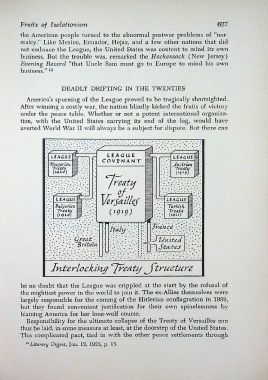 Fruits of Isolationism 627
the American people turned to the abnormal postwar problems of "nor-
malcy." Like Mexico, Ecuador, Hejaz, and a few other nations that did
not embrace the League, the United States was content to mind its own
business. But the trouble was, remarked the Hackensack (New Jersey)
Evening Record "that Uncle Sam must go to Europe to mind his own
business."
DEADLY DRIFTING IN THE TWENTIES
America's spurning of the League proved to be tragically shortsighted.
After winning a costly war, the nation blindly kicked the fruits of victory
under the peace table. Whether or not a potent international organiza-
tion, with the United States carrying its end of the log, would have
averted World War II will always be a subject for dispute. But there can
LEAGUE
Hungarian
Treaty
(1920)
LEAGUE
COVENANT
Treaty
of
Versailles
(1919)
LEAGUE
Austrian
Treaty
(1919)
LEAGUE
Bulgarian
Treaty
LEAGUE
Turkish
Treaty
Great
Britain
Italy
France
United
States
Interlocking Treaty Structure
be no doubt that the League was crippled at the start by the refusal of
the mightiest power in the world to join it. The ex-Allies themselves were
largely responsible for the coming of the Hitlerian conflagration in 1939,
but they found convenient justification for their own spinelessness by
blaming America for her lone-wolf course.
Responsibility for the ultimate collapse of the Treaty of Versailles can
thus be laid, in some measure at least, at the doorstep of the United States.
This complicated pact, tied in with the other peace settlements through
Literary Digest, Jan. 13, 1923, p. 15.